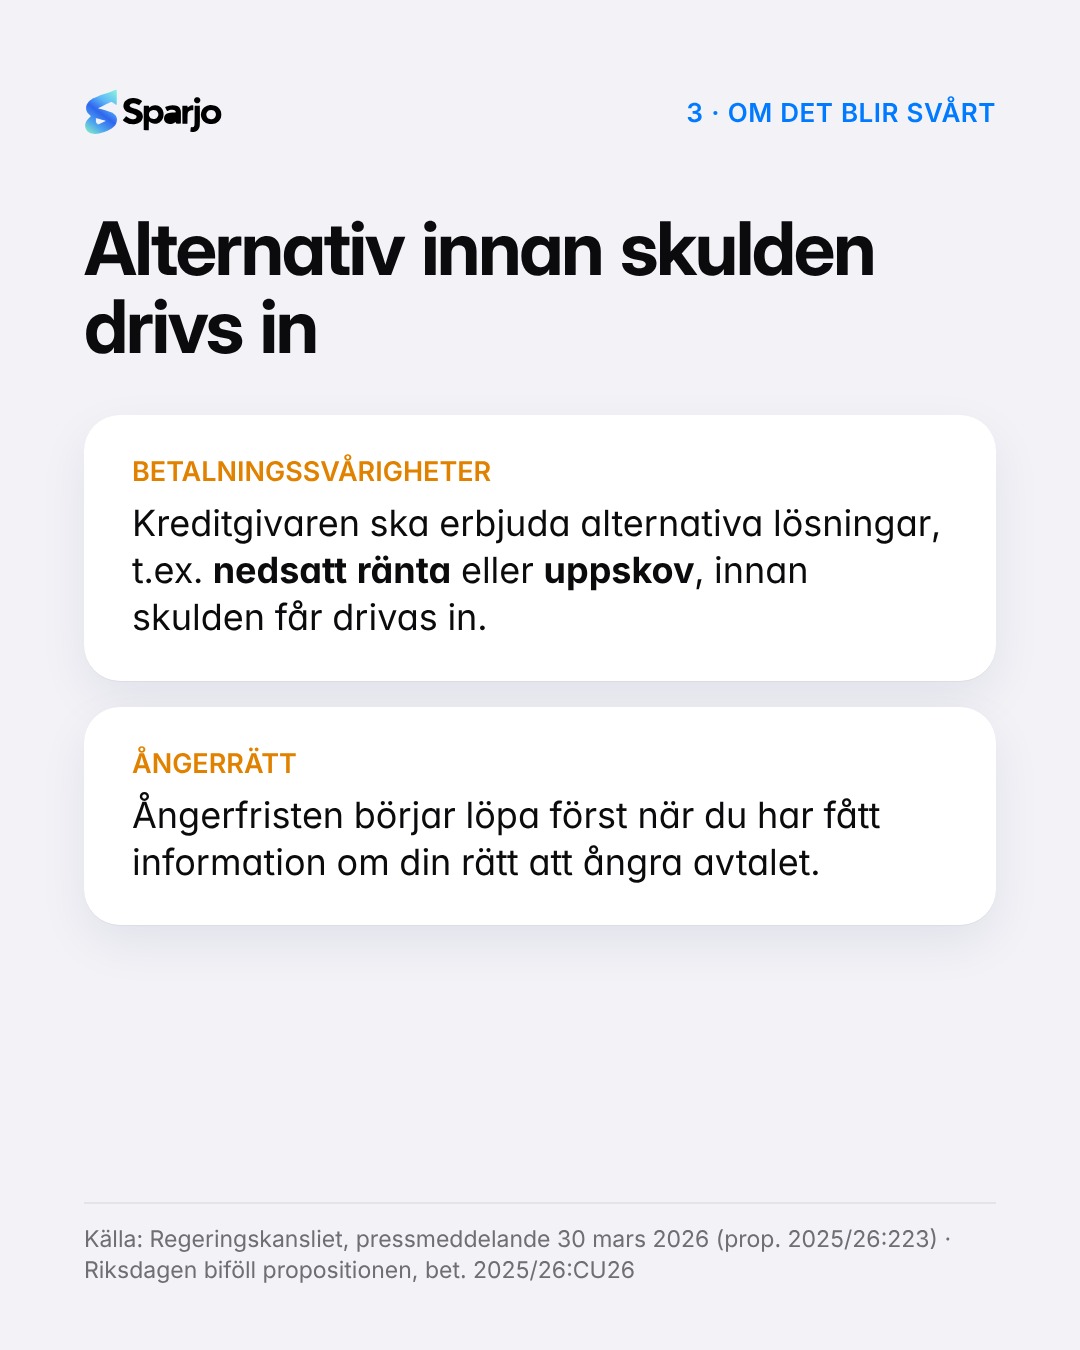 Sparjo
3 · OM DET BLIR SVÅRT
Alternativ innan skulden
drivs in
BETALNINGSSVÅRIGHETER
Kreditgivaren ska erbjuda alternativa lösningar,
t.ex. nedsatt ränta eller uppskov, innan
skulden får drivas in.
ÅNGERRÄTT
Ångerfristen börjar löpa först när du har fått
information om din rätt att ångra avtalet.
Källa: Regeringskansliet, pressmeddelande 30 mars 2026 (prop. 2025/26:223) ·
Riksdagen biföll propositionen, bet. 2025/26:CU26